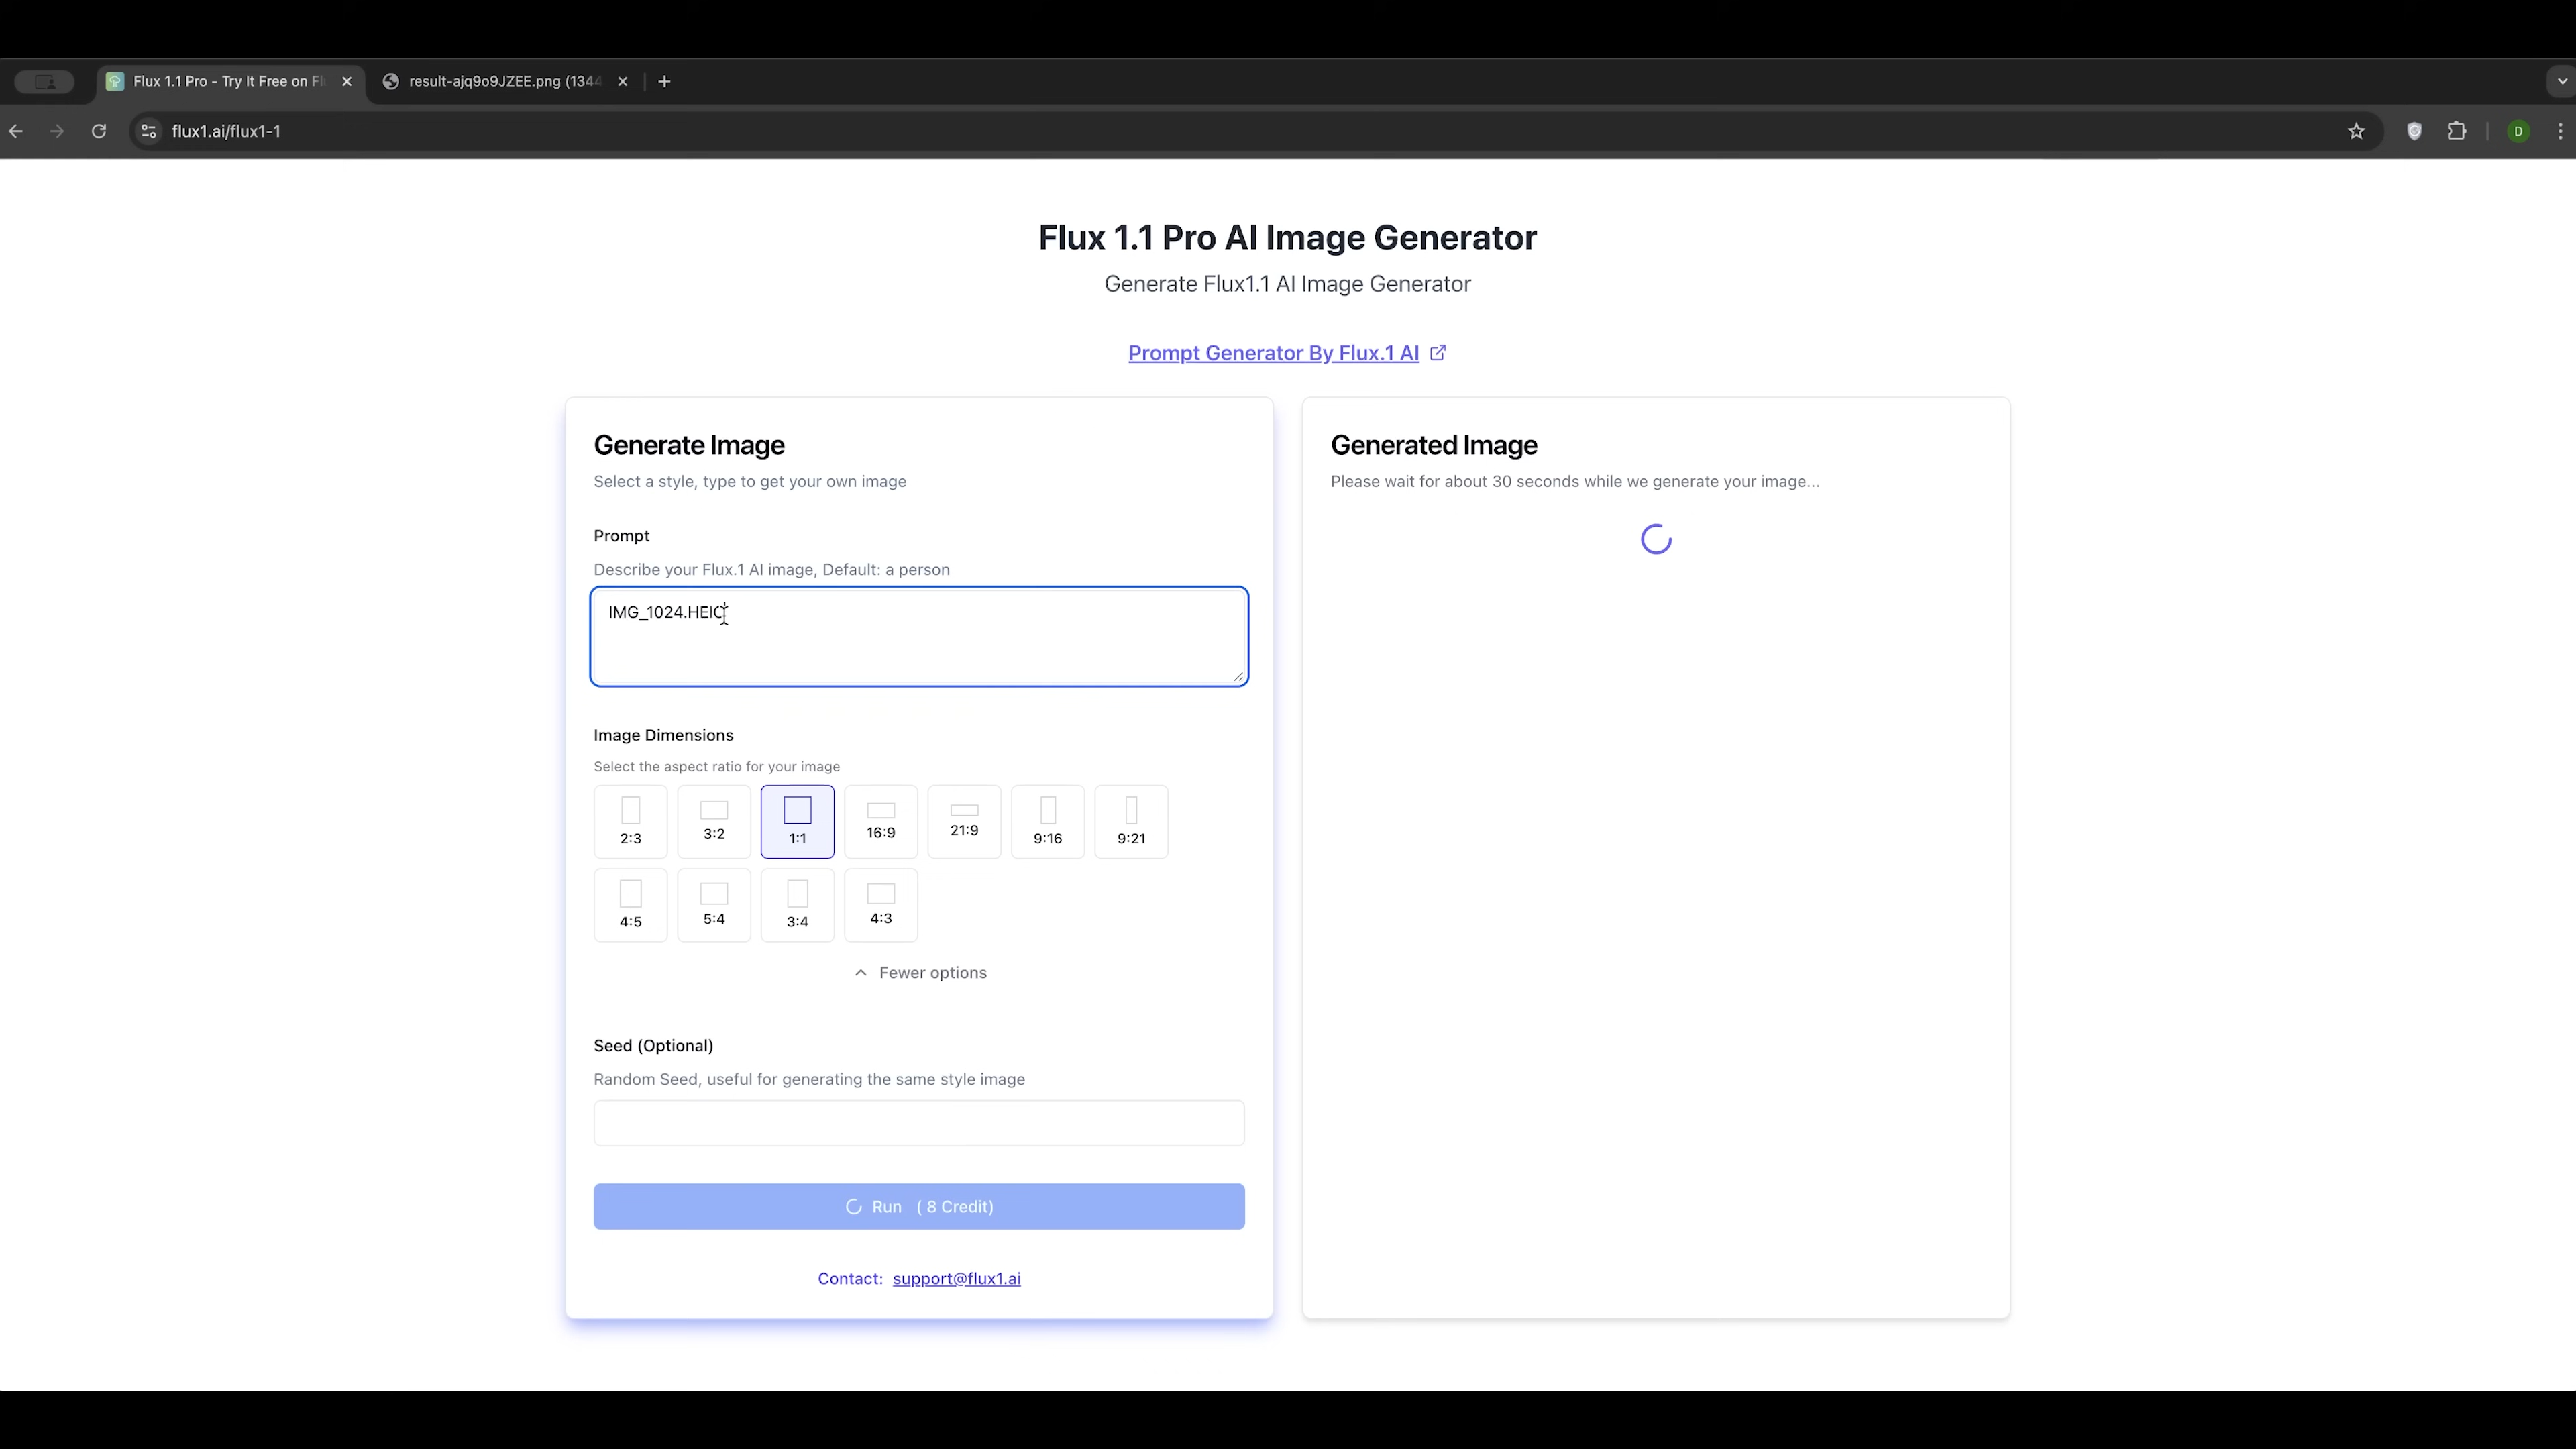 Flux 1.1 Pro - Try It Free on Fl
result-ajq9o9JZEE.png (1344
flux1.ai/flux1-1
D
Flux 1.1 Pro AI Image Generator
Generate Flux1.1 AI Image Generator
Prompt Generator By Flux.1 AI
Generate Image
Select a style, type to get your own image
Prompt
Describe your Flux.1 AI image, Default: a person
IMG_1024.HEIC
Image Dimensions
Select the aspect ratio for your image
2:3 3:2 1:1 16:9 21:9 9:16 9:21
4:5 5:4 3:4 4:3
Fewer options
Seed (Optional)
Random Seed, useful for generating the same style image
Run ( 8 Credit)
Contact: support@flux1.ai
Generated Image
Please wait for about 30 seconds while we generate your image...